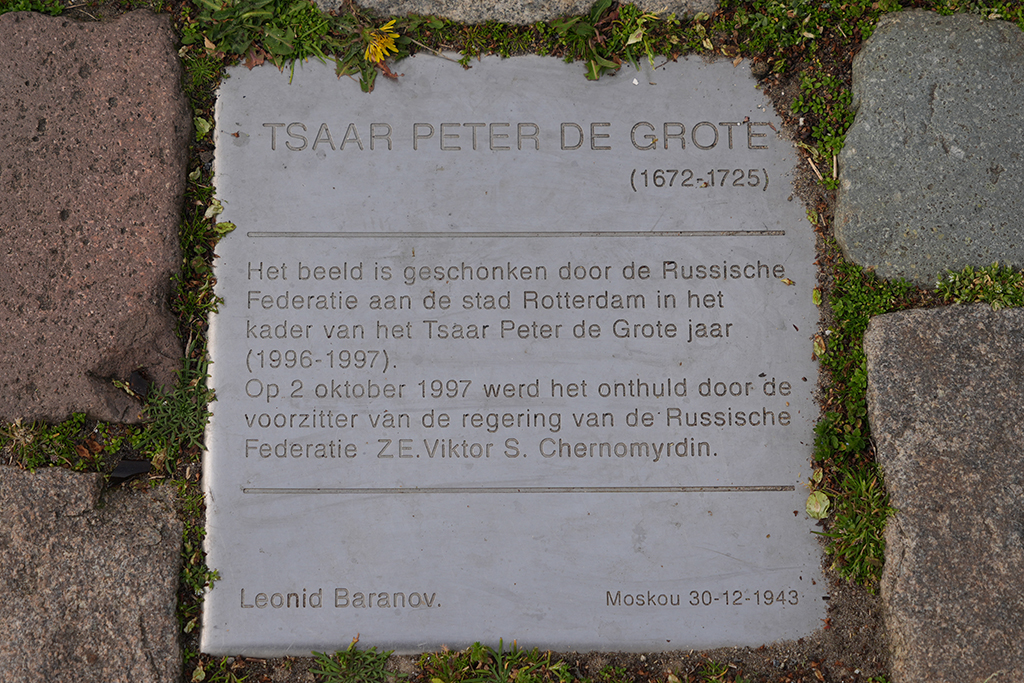 TSAAR PETER DE GROTE
(1672-1725)
Het beeld is geschonken door de Russische
Federatie aan de stad Rotterdam in het
kader van het Tsaar Peter de Grote jaar
(1996-1997).
Op 2 oktober 1997 werd het onthuld door de
voorzitter van de regering van de Russische
Federatie ZE.Viktor S. Chernomyrdin.
Leonid Baranov.
Moskou 30-12-1943